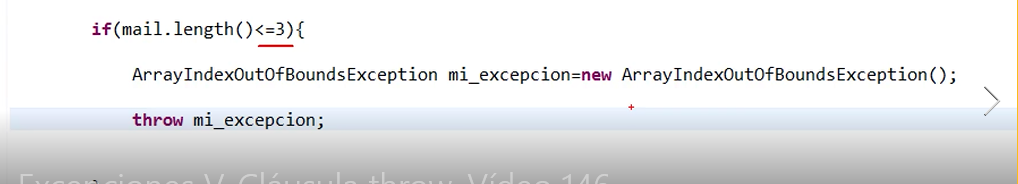 if(mail.length()<=3){
ArrayIndexOutOfBoundsException mi_excepcion=new ArrayIndexOutOfBoundsException();
throw mi_excepcion;
Excepciones V. Cláusula throw. Vídeo 146